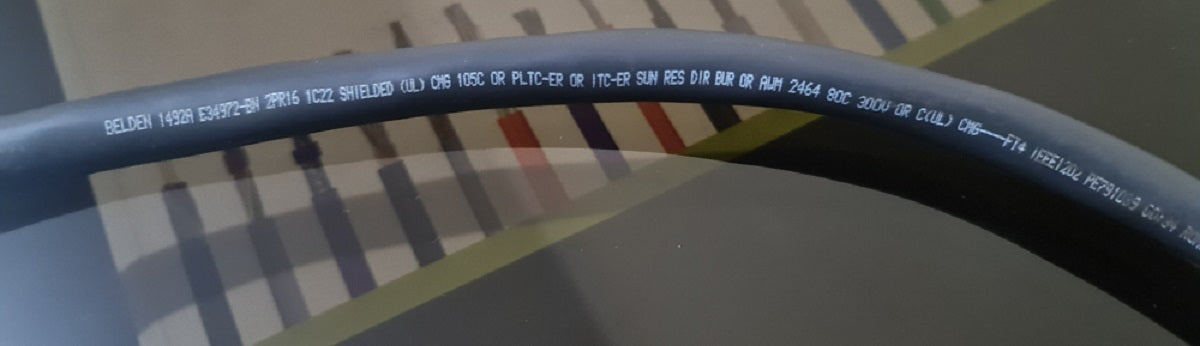 BELDEN 1492A E34972-BN 2PR16 1C22 SHIELDED (UL) CMG 105C OR PLTC-ER OR ITC-ER SUN RES DIR BUR OR AWM 2464 80C 300V OR C(UL) CMG---FT4 IEEE1202